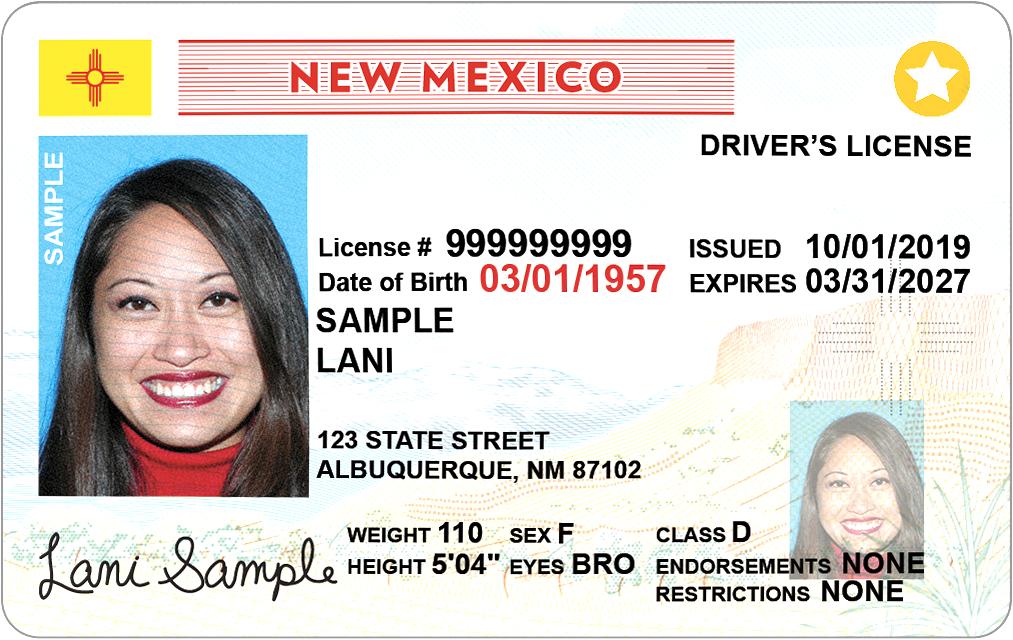 NEW MEXICO
DRIVER'S LICENSE
SAMPLE
License # 999999999
ISSUED 10/01/2019
Date of Birth 03/01/1957
EXPIRES 03/31/2027
SAMPLE
LANI
123 STATE STREET
ALBUQUERQUE, NM 87102
WEIGHT 110 SEX F
CLASS D
HEIGHT 5'04" EYES BRO
ENDORSEMENTS NONE
RESTRICTIONS NONE
Lani Sample